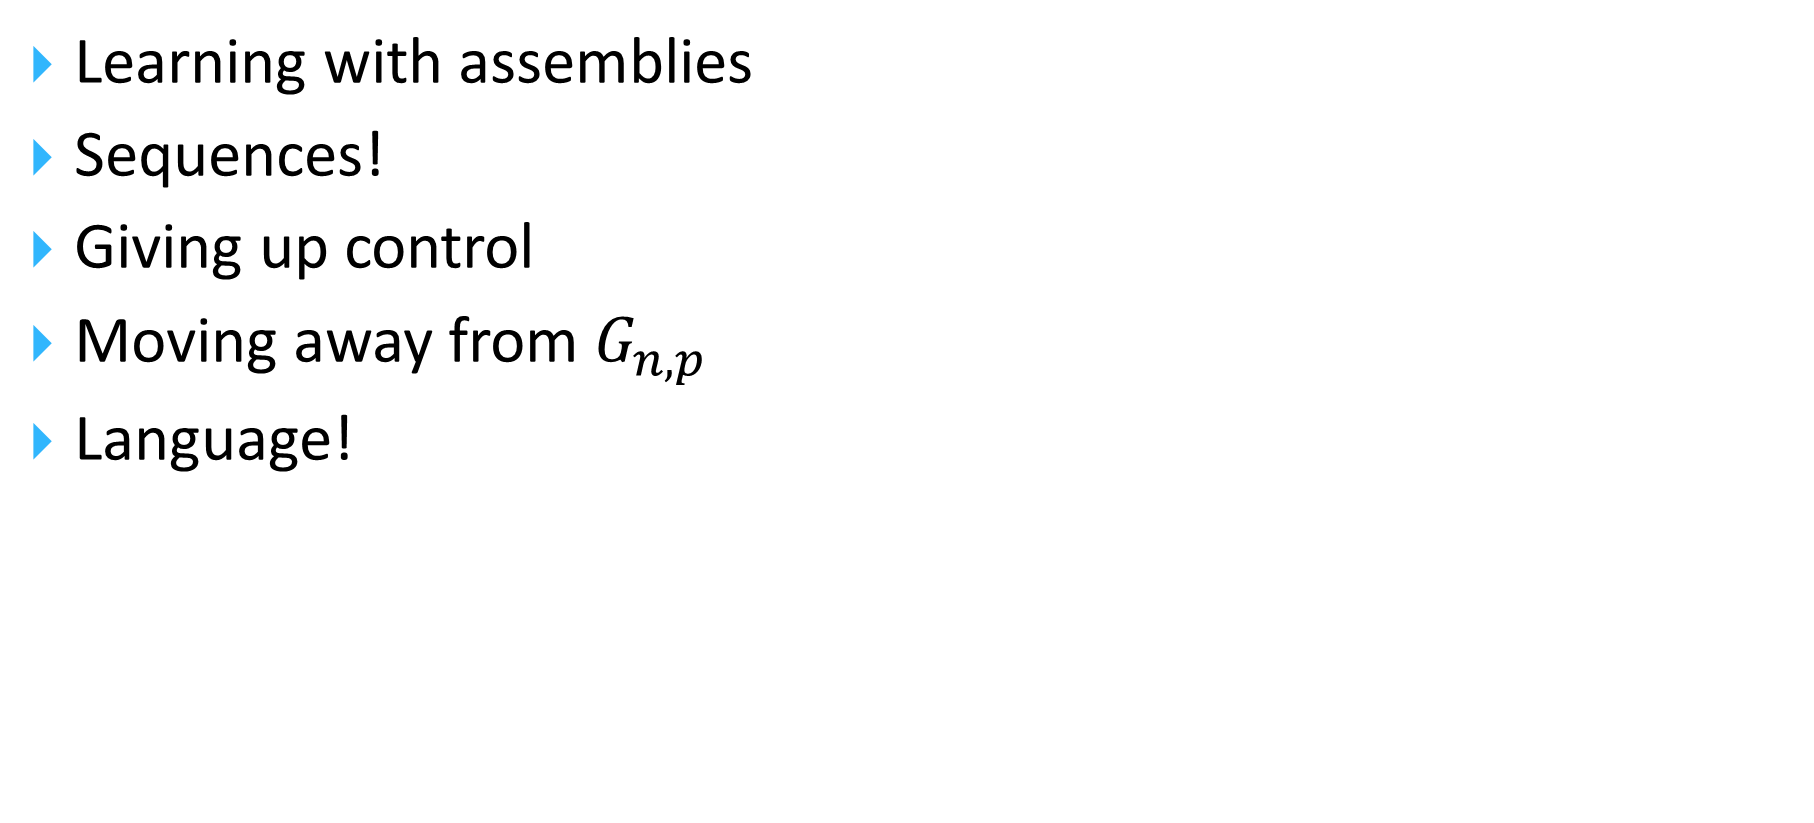 Learning with assemblies
Sequences!
Giving up control
Moving away from G_{n,p}
Language!